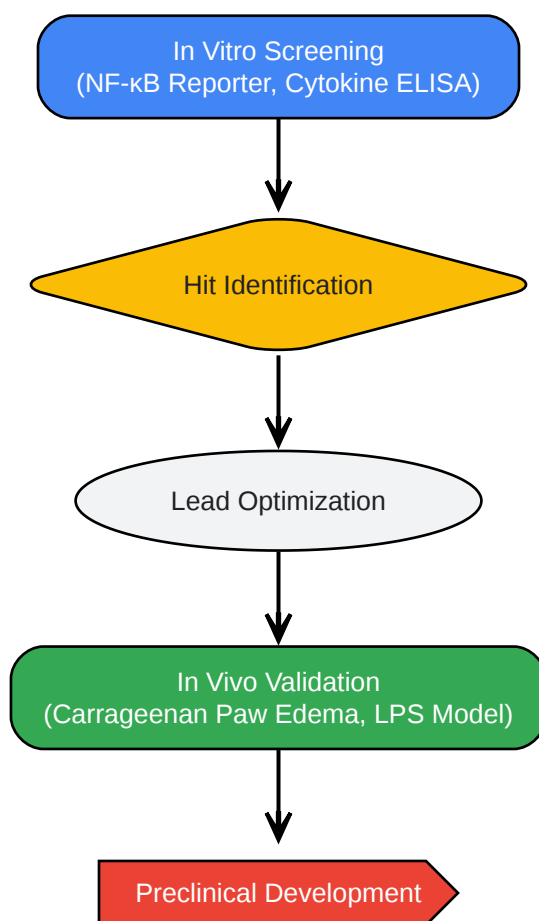 In Vitro Screening
(NF-κB Reporter, Cytokine ELISA)
Hit Identification
Lead Optimization
In Vivo Validation
(Carrageenan Paw Edema, LPS Model)
Preclinical Development